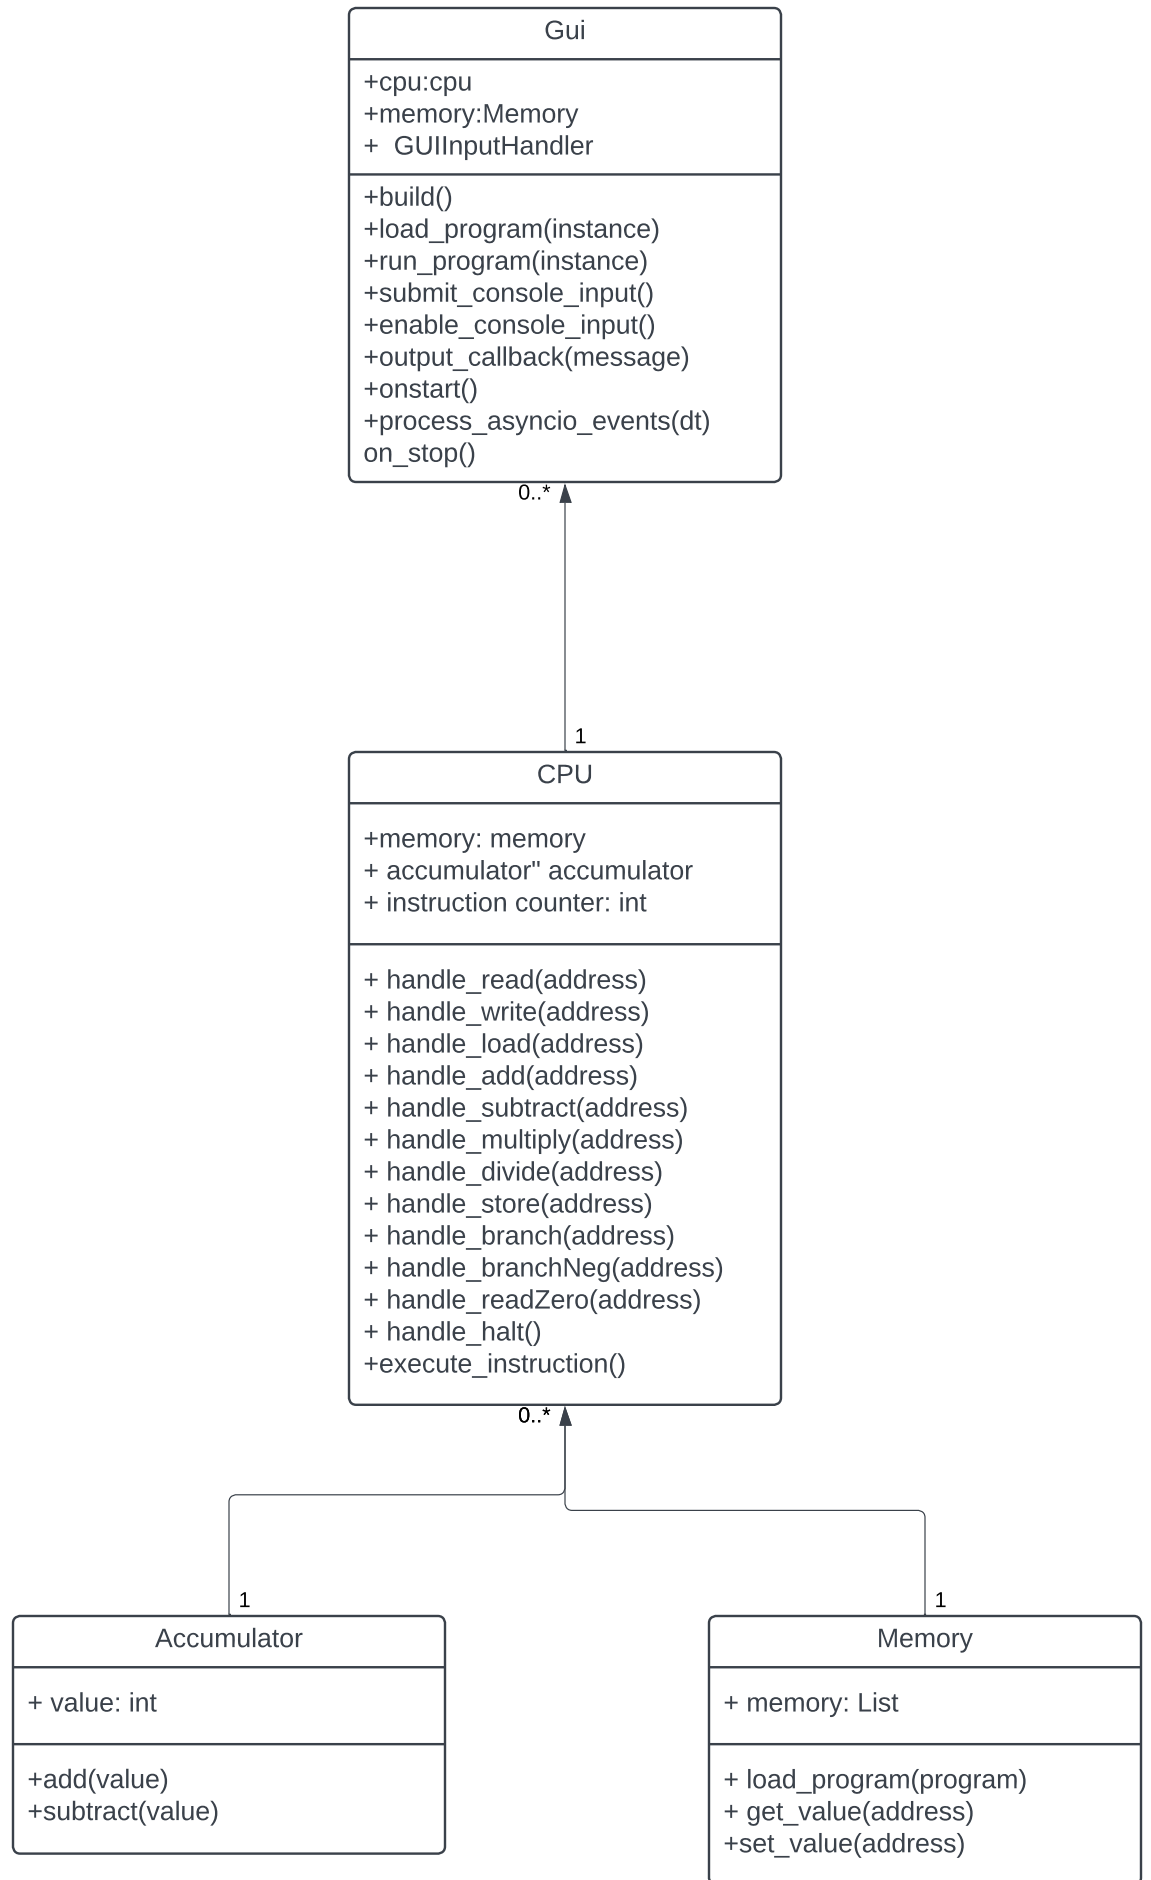 Gui
+cpu:cpu
+memory:Memory
+  GUIInputHandler
+build()
+load_program(instance)
+run_program(instance)
+submit_console_input()
+enable_console_input()
+output_callback(message)
+onstart()
+process_asyncio_events(dt)
on_stop()
0..*
1
CPU
+memory: memory
+ accumulator" accumulator
+ instruction counter: int
+ handle_read(address)
+ handle_write(address)
+ handle_load(address)
+ handle_add(address)
+ handle_subtract(address)
+ handle_multiply(address)
+ handle_divide(address)
+ handle_store(address)
+ handle_branch(address)
+ handle_branchNeg(address)
+ handle_readZero(address)
+ handle_halt()
+execute_instruction()
0..*
1
Accumulator
+ value: int
+add(value)
+subtract(value)
1
Memory
+ memory: List
+ load_program(program)
+ get_value(address)
+set_value(address)